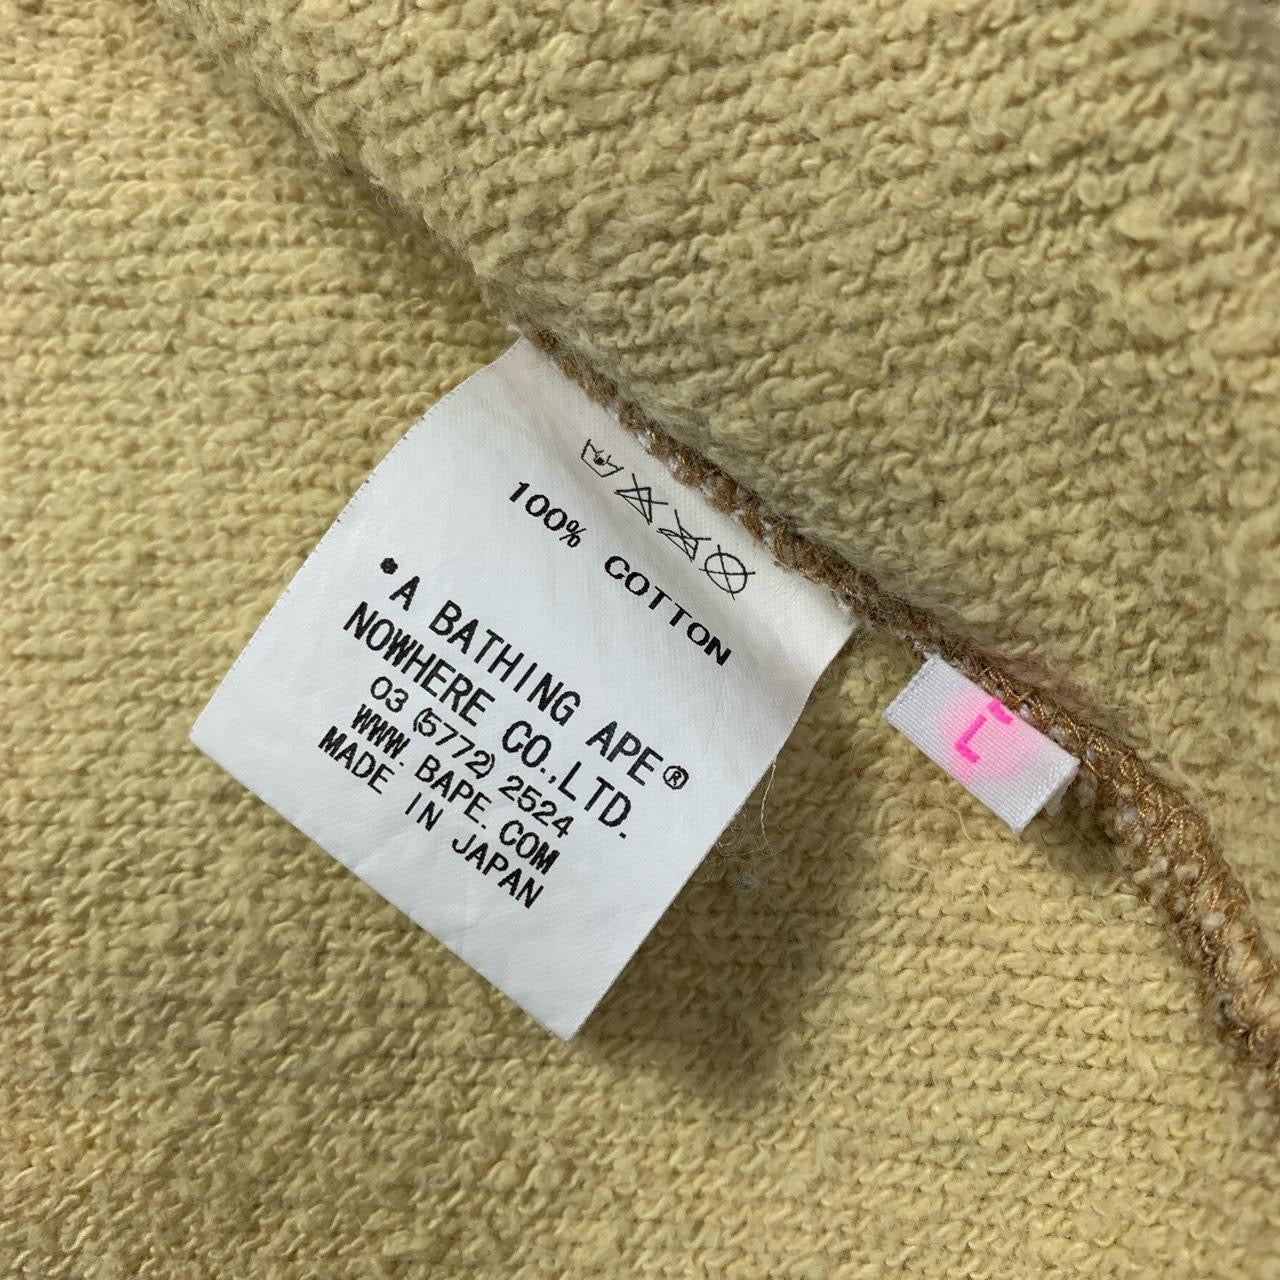 100% COTTON
•A BATHING APE®
NOWHERE CO.,LTD.
03 (5772) 2524
WWW. BAPE. COM
MADE IN JAPAN
L